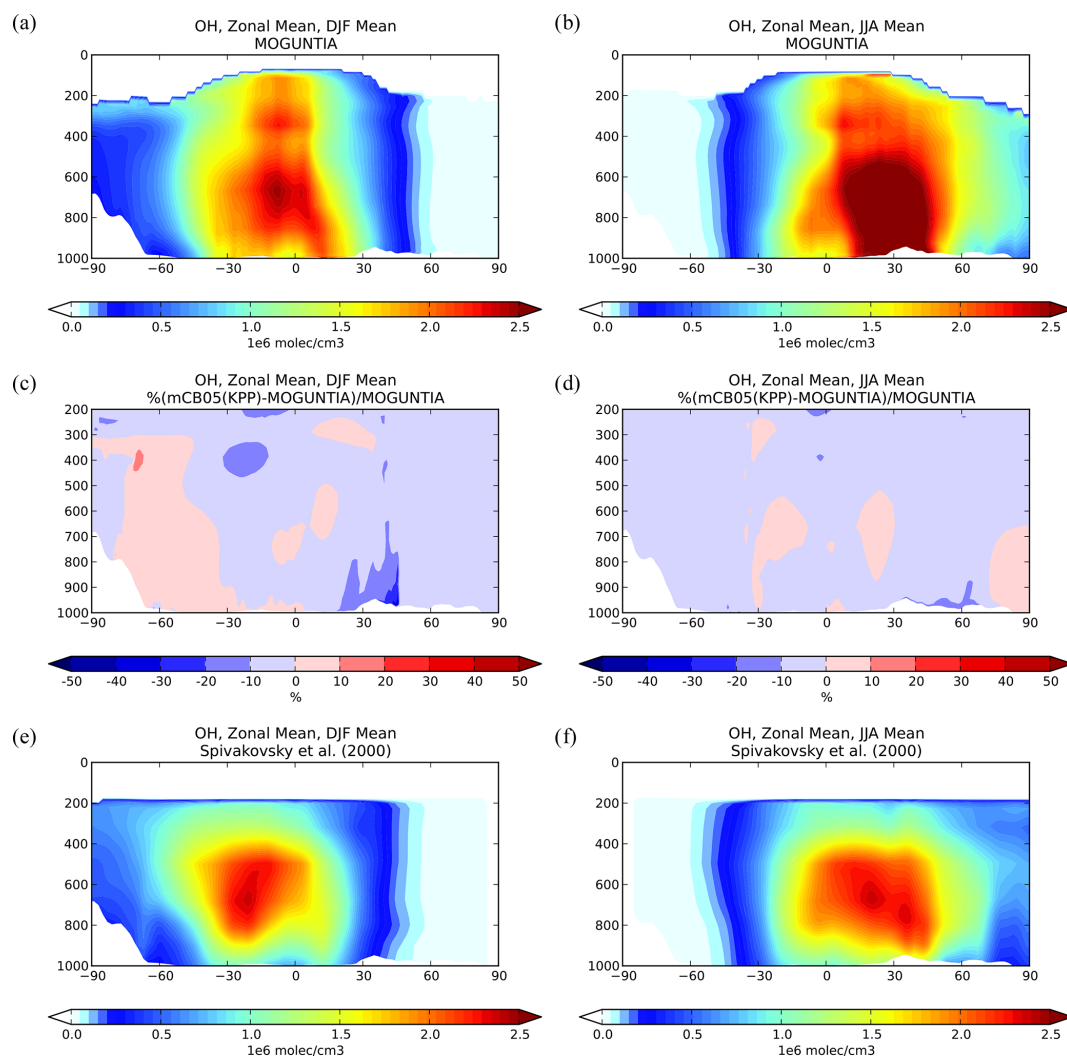 (a)
OH, Zonal Mean, DJF Mean
MOGUNTIA
0
200
400
600
800
1000
−90 −60 −30 0 30 60 90
0.0 0.5 1.0 1.5 2.0 2.5
1e6 molec/cm3
(b)
OH, Zonal Mean, JJA Mean
MOGUNTIA
0
200
400
600
800
1000
−90 −60 −30 0 30 60 90
0.0 0.5 1.0 1.5 2.0 2.5
1e6 molec/cm3
(c)
OH, Zonal Mean, DJF Mean
%(mCB05(KPP)-MOGUNTIA)/MOGUNTIA
200
300
400
500
600
700
800
900
1000
−90 −60 −30 0 30 60 90
-50 -40 -30 -20 -10 0 10 20 30 40 50
%
(d)
OH, Zonal Mean, JJA Mean
%(mCB05(KPP)-MOGUNTIA)/MOGUNTIA
200
300
400
500
600
700
800
900
1000
−90 −60 −30 0 30 60 90
-50 -40 -30 -20 -10 0 10 20 30 40 50
%
(e)
OH, Zonal Mean, DJF Mean
Spivakovsky et al. (2000)
0
200
400
600
800
1000
−90 −60 −30 0 30 60 90
0.0 0.5 1.0 1.5 2.0 2.5
1e6 molec/cm3
(f)
OH, Zonal Mean, JJA Mean
Spivakovsky et al. (2000)
0
200
400
600
800
1000
−90 −60 −30 0 30 60 90
0.0 0.5 1.0 1.5 2.0 2.5
1e6 molec/cm3